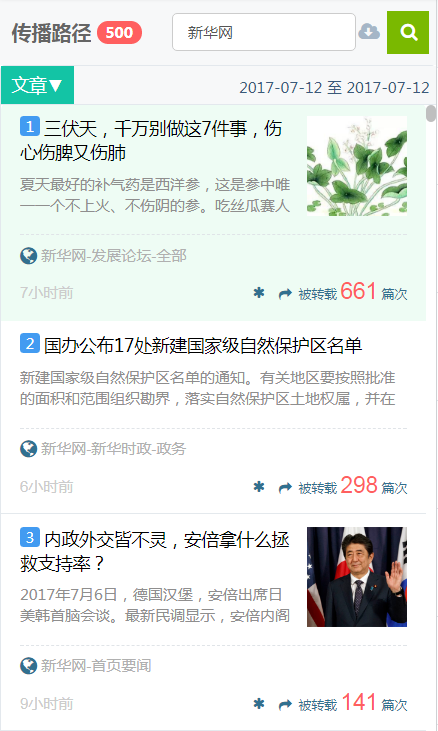 传播路径 500 新华网
文章▼ 2017-07-12 至 2017-07-12
1 三伏天，千万别做这7件事，伤
心伤脾又伤肺
夏天最好的补气药是西洋参，这是参中唯
一一个不上火、不伤阴的参。吃丝瓜寨人
新华网-发展论坛-全部
7小时前 被转载 661 篇次
2 国办公布17处新建国家级自然保护区名单
新建国家级自然保护区名单的通知。有关地区要按照批准
的面积和范围组织勘界，落实自然保护区土地权属，并在
新华网-新华时政-政务
6小时前 被转载 298 篇次
3 内政外交皆不灵，安倍拿什么拯
救支持率？
2017年7月6日，德国汉堡，安倍出席日
美韩首脑会谈。最新民调显示，安倍内阁
新华网-首页要闻
9小时前 被转载 141 篇次